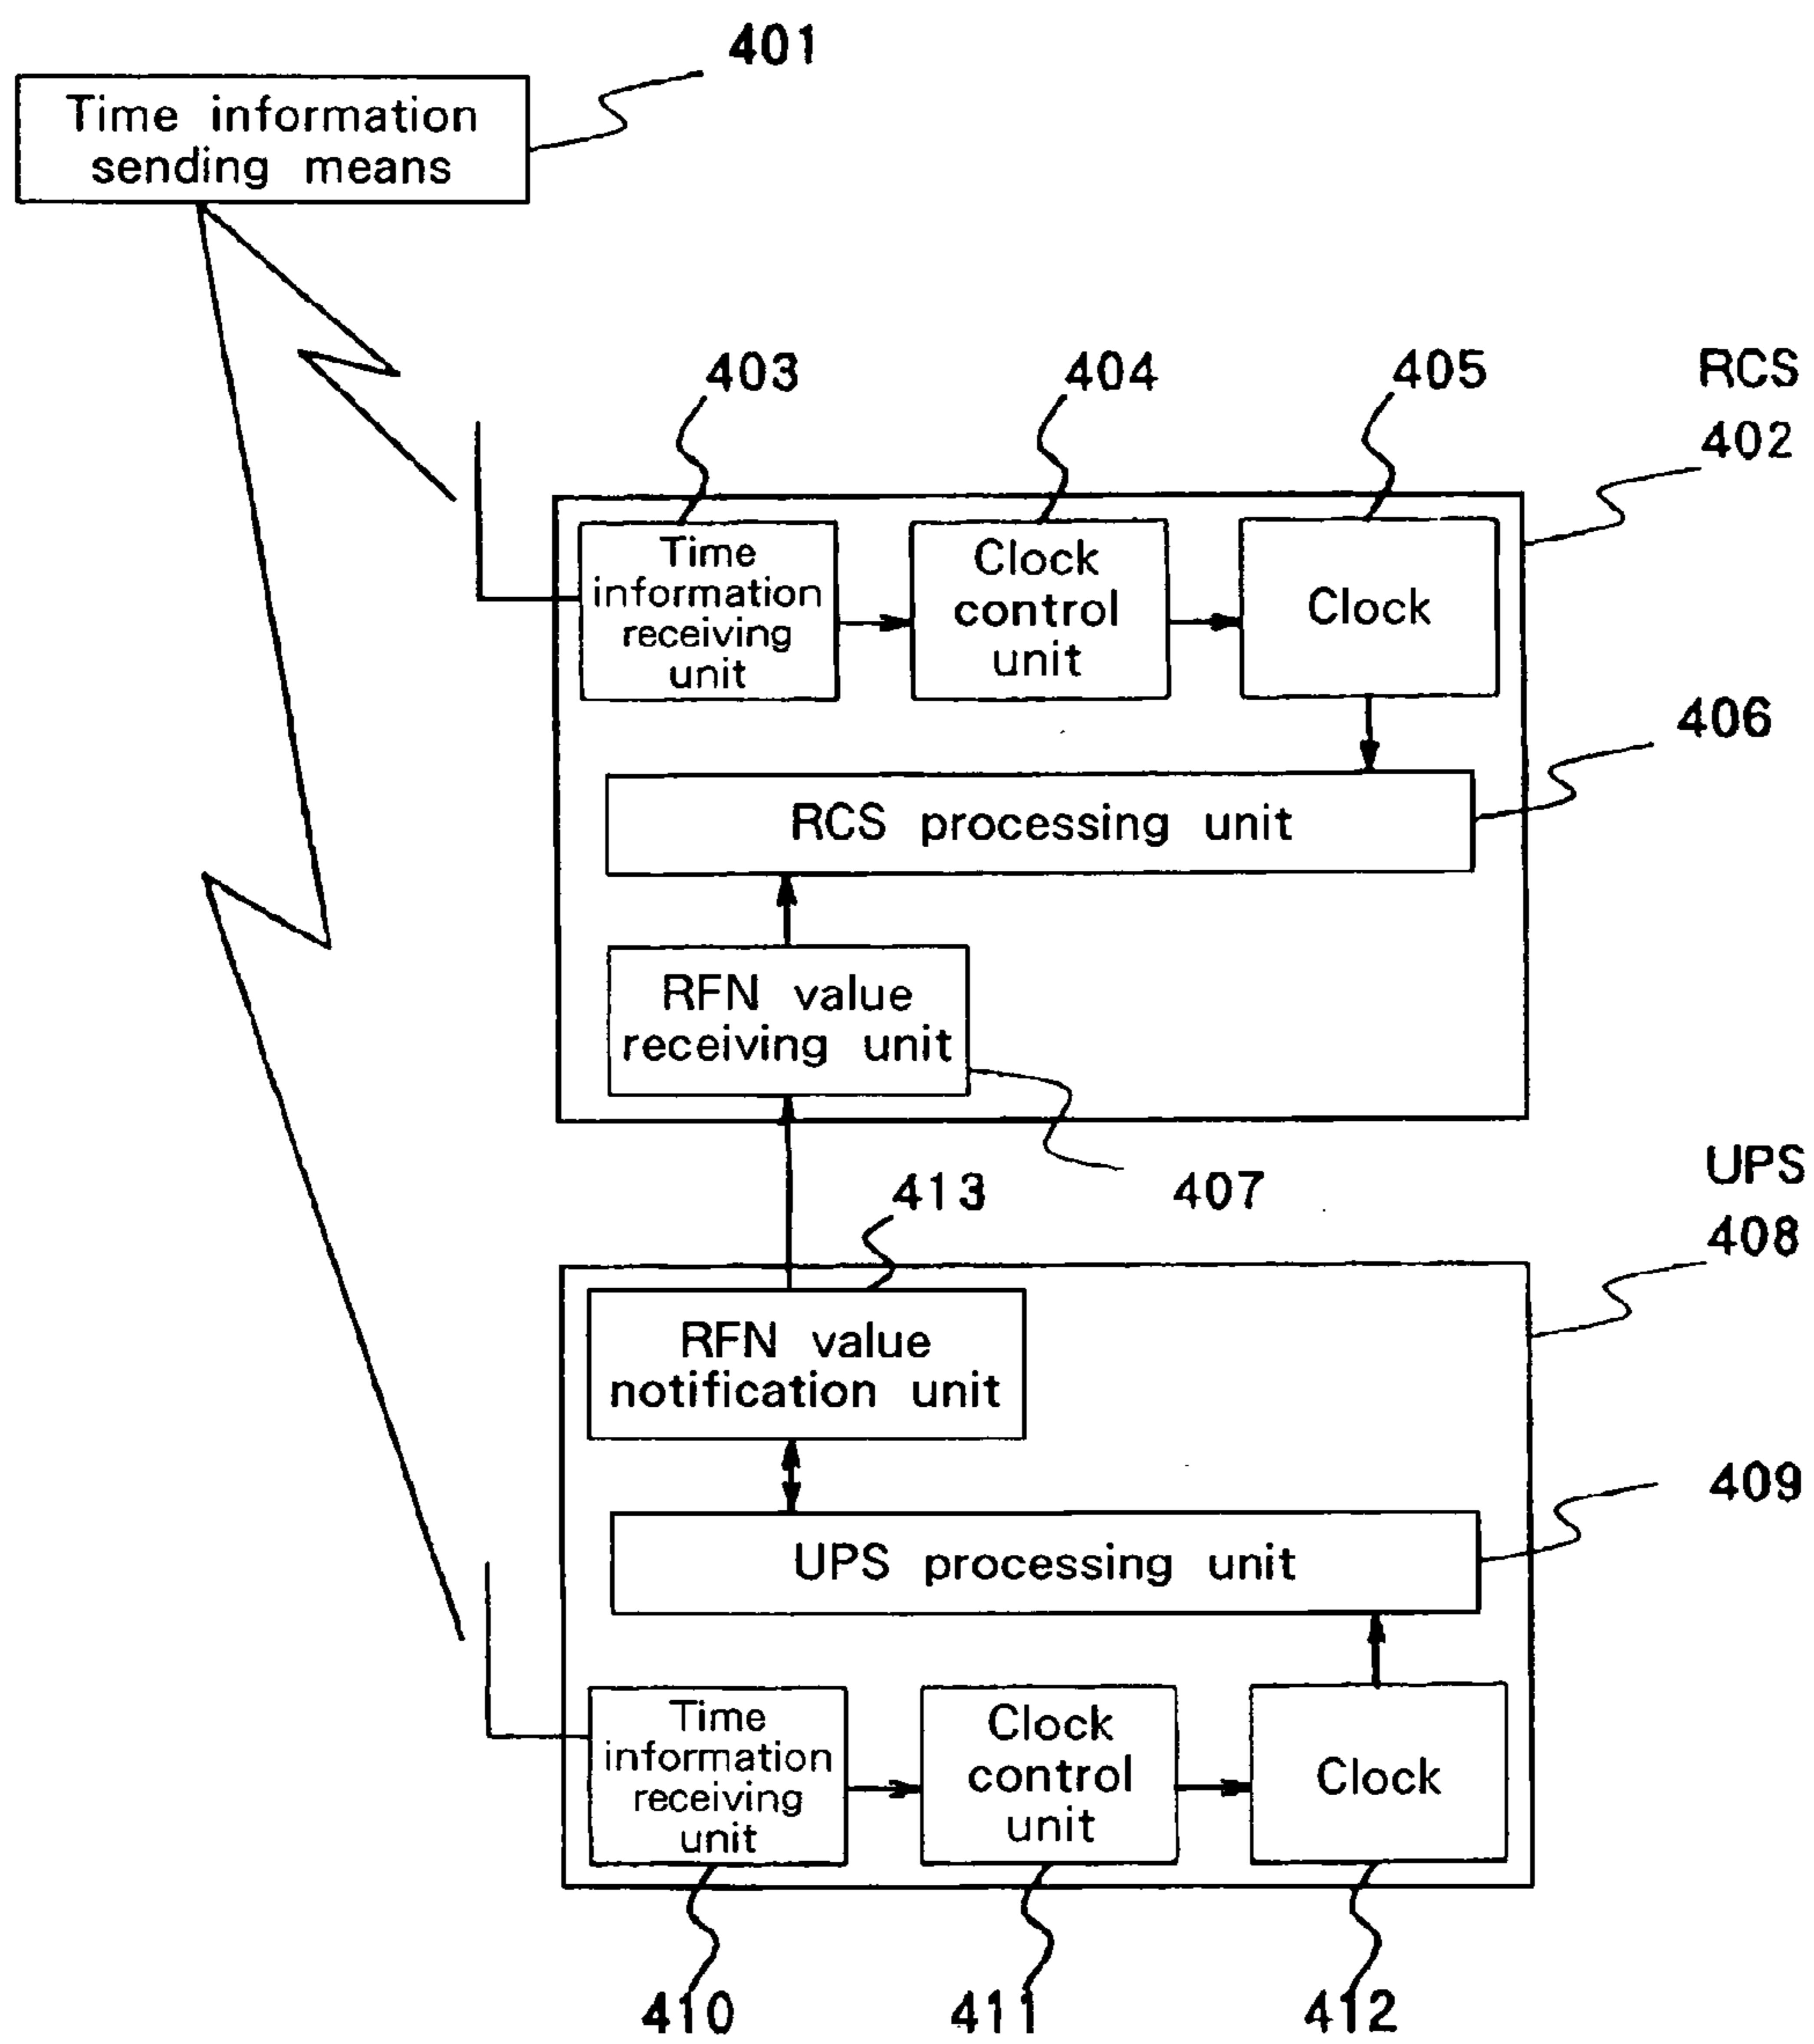 401
Time information
sending means
403
404
405
RCS
402
Time
information
receiving
unit
Clock
control
unit
Clock
406
RCS processing unit
RFN value
receiving unit
407
413
UPS
408
RFN value
notification unit
409
UPS processing unit
Time
information
receiving
unit
Clock
control
unit
Clock
410
411
412